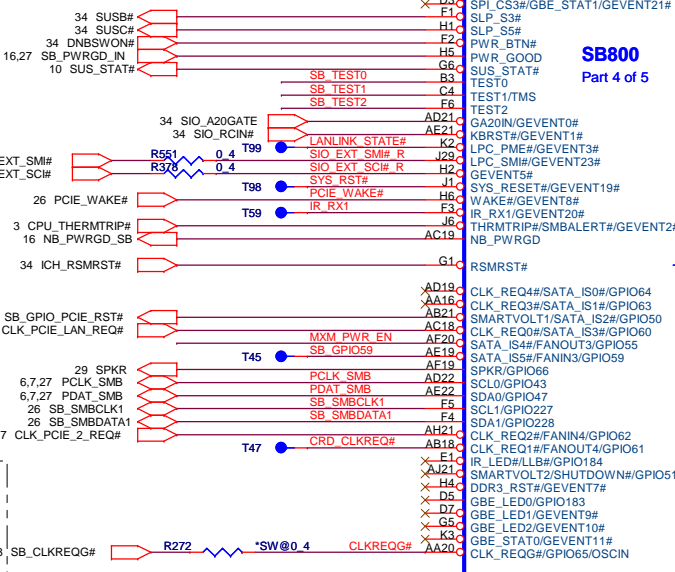 D3 SPI_CS3#/GBE_STAT1/GEVENT21#
34 SUSB# F1 SLP_S3#
34 SUSC# H1 SLP_S5#
34 DNBSWON# F2 PWR_BTN#
16,27 SB_PWRGD_IN H5 PWR_GOOD
SB800
10 SUS_STAT# G6 SUS_STAT#
Part 4 of 5
SB_TEST0 B3 TEST0
SB_TEST1 C4 TEST1/TMS
SB_TEST2 F6 TEST2
34 SIO_A20GATE AD21 GA20IN/GEVENT0#
34 SIO_RCIN# AE21 KBRST#/GEVENT1#
T99 LANLINK_STATE# K2 LPC_PME#/GEVENT3#
EXT_SMI# R551 0_4 SIO_EXT_SMI#_R J29 LPC_SMI#/GEVENT23#
EXT_SCI# R378 0_4 SIO_EXT_SCI#_R H2 GEVENT5#
T98 SYS_RST# J1 SYS_RESET#/GEVENT19#
26 PCIE_WAKE# PCIE_WAKE# H6 WAKE#/GEVENT8#
T59 IR_RX1 F3 IR_RX1/GEVENT20#
3 CPU_THERMTRIP# J6 THRMTRIP#/SMBALERT#/GEVENT2#
16 NB_PWRGD_SB AC19 NB_PWRGD
34 ICH_RSMRST# G1 RSMRST#
AD19 CLK_REQ4#/SATA_IS0#/GPIO64
AA16 CLK_REQ3#/SATA_IS1#/GPIO63
SB_GPIO_PCIE_RST# AB21 SMARTVOLT1/SATA_IS2#/GPIO50
CLK_PCIE_LAN_REQ# AC18 CLK_REQ0#/SATA_IS3#/GPIO60
MXM_PWR_EN AF20 SATA_IS4#/FANOUT3/GPIO55
T45 SB_GPIO59 AE19 SATA_IS5#/FANIN3/GPIO59
29 SPKR AF19 SPKR/GPIO66
6,7,27 PCLK_SMB PCLK_SMB AD22 SCL0/GPIO43
6,7,27 PDAT_SMB PDAT_SMB AE22 SDA0/GPIO47
26 SB_SMBCLK1 SB_SMBCLK1 F5 SCL1/GPIO227
26 SB_SMBDATA1 SB_SMBDATA1 F4 SDA1/GPIO228
7 CLK_PCIE_2_REQ# AH21 CLK_REQ2#/FANIN4/GPIO62
T47 CRD_CLKREQ# AB18 CLK_REQ1#/FANOUT4/GPIO61
E1 IR_LED#/LLB#/GPIO184
AJ21 SMARTVOLT2/SHUTDOWN#/GPIO51
H4 DDR3_RST#/GEVENT7#
D5 GBE_LED0/GPIO183
D7 GBE_LED1/GEVENT9#
G5 GBE_LED2/GEVENT10#
K3 GBE_STAT0/GEVENT11#
SB_CLKREQG# R272 *SW@0_4 CLKREQG# AA20 CLK_REQG#/GPIO65/OSCIN